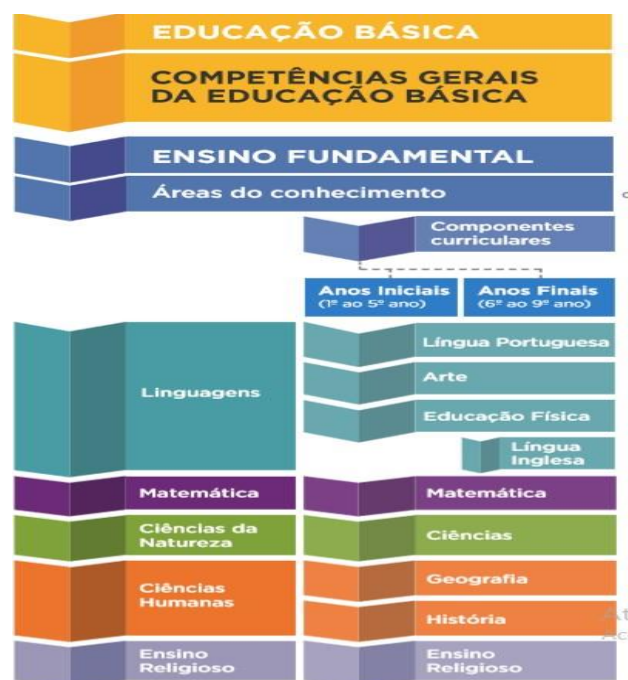 EDUCAÇÃO BÁSICA
COMPETÊNCIAS GERAIS
DA EDUCAÇÃO BÁSICA
ENSINO FUNDAMENTAL
Áreas do conhecimento
Componentes
curriculares
Anos Iniciais
(1º ao 5º ano)
Anos Finais
(6º ao 9º ano)
Linguagens
Língua Portuguesa
Arte
Educação Física
Língua
Inglesa
Matemática
Matemática
Ciências da
Natureza
Ciências
Ciências
Humanas
Geografia
História
Ensino
Religioso
Ensino
Religioso